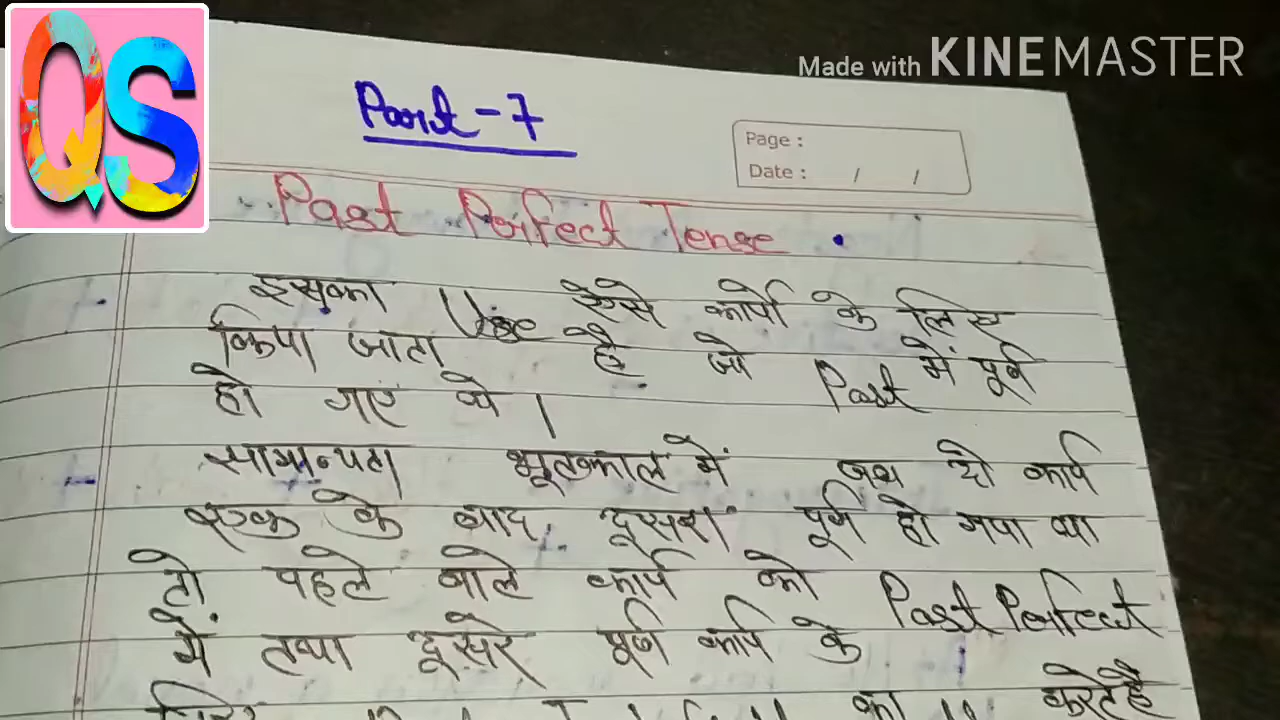 QS
Made with KINEMASTER
Part - 7
Page :
Date : / /
Past Perfect Tense .
इसका Use ऐसे कार्यो के लिए
किया जाता है जो Past में पूर्ण
हो गएं थे ।
सामान्यता भूतकाल में जब दो कार्य
एक के बाद दूसरा पूर्ण हो गया था
तो पहले वाले कार्य को Past Perfect
में तथा दूसरे पूर्ण कार्य के
लिए का करते है